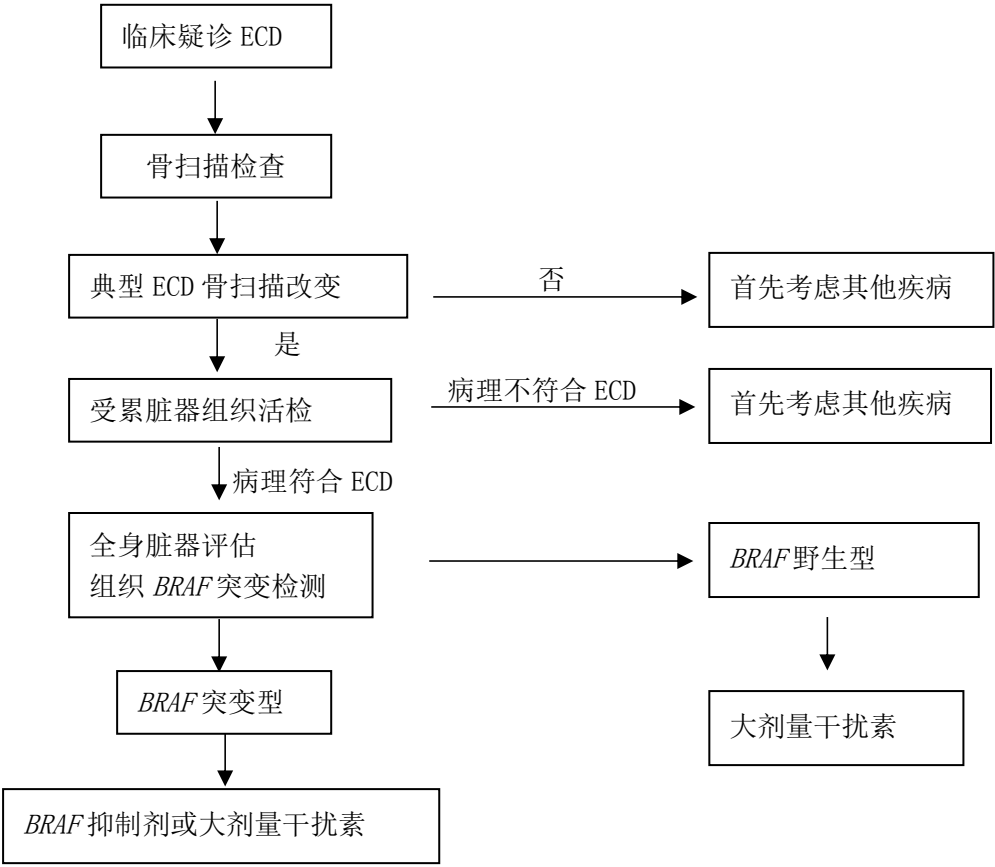 临床疑诊 ECD
骨扫描检查
典型 ECD 骨扫描改变
否
首先考虑其他疾病
是
受累脏器组织活检
病理不符合 ECD
首先考虑其他疾病
病理符合 ECD
全身脏器评估
组织 BRAF 突变检测
BRAF 野生型
BRAF 突变型
大剂量干扰素
BRAF 抑制剂或大剂量干扰素